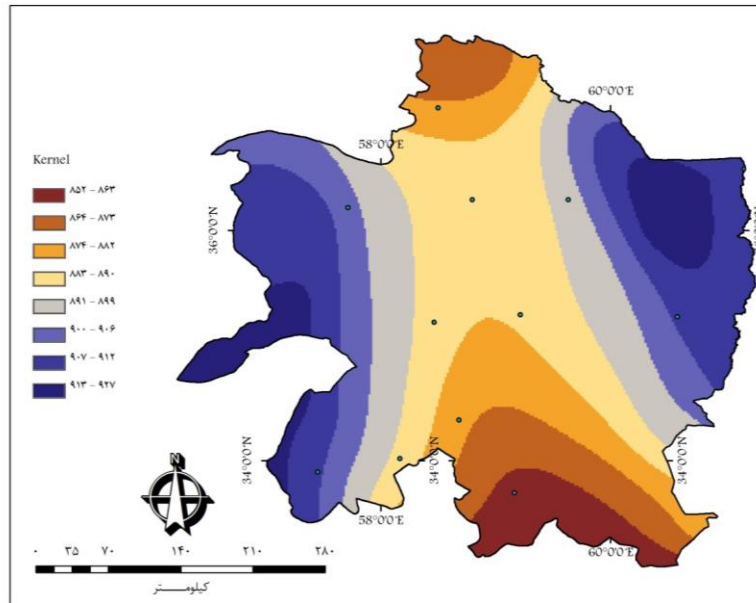 60°0'0"E
58°0'0"E
Kernel
۸۵۲ – ۸۶۳
۸۶۴ – ۸۷۳
36°0'0"N
۸۷۴ – ۸۸۲
۸۸۳ – ۸۹۰
۸۹۱ – ۸۹۹
۹۰۰ – ۹۰۶
۹۰۷ – ۹۱۲
۹۱۳ – ۹۲۷
34°0'0"N
34°0'0"N
34°0'0"N
N
58°0'0"E
60°0'0"E
۰ ۳۵ ۷۰ ۱۴۰ ۲۱۰ ۲۸۰
کیلومتر